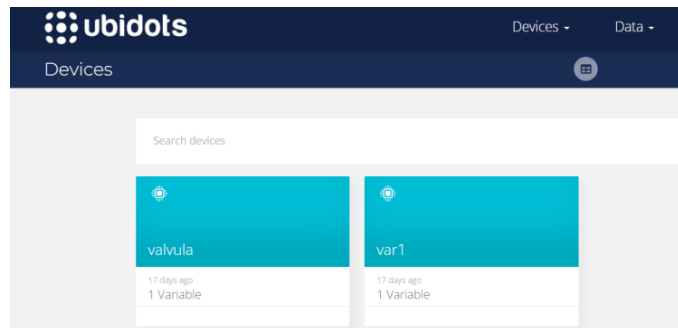 ubidots
Devices
Data
Devices
Search devices
valvula
var1
17 days ago
17 days ago
1 Variable
1 Variable